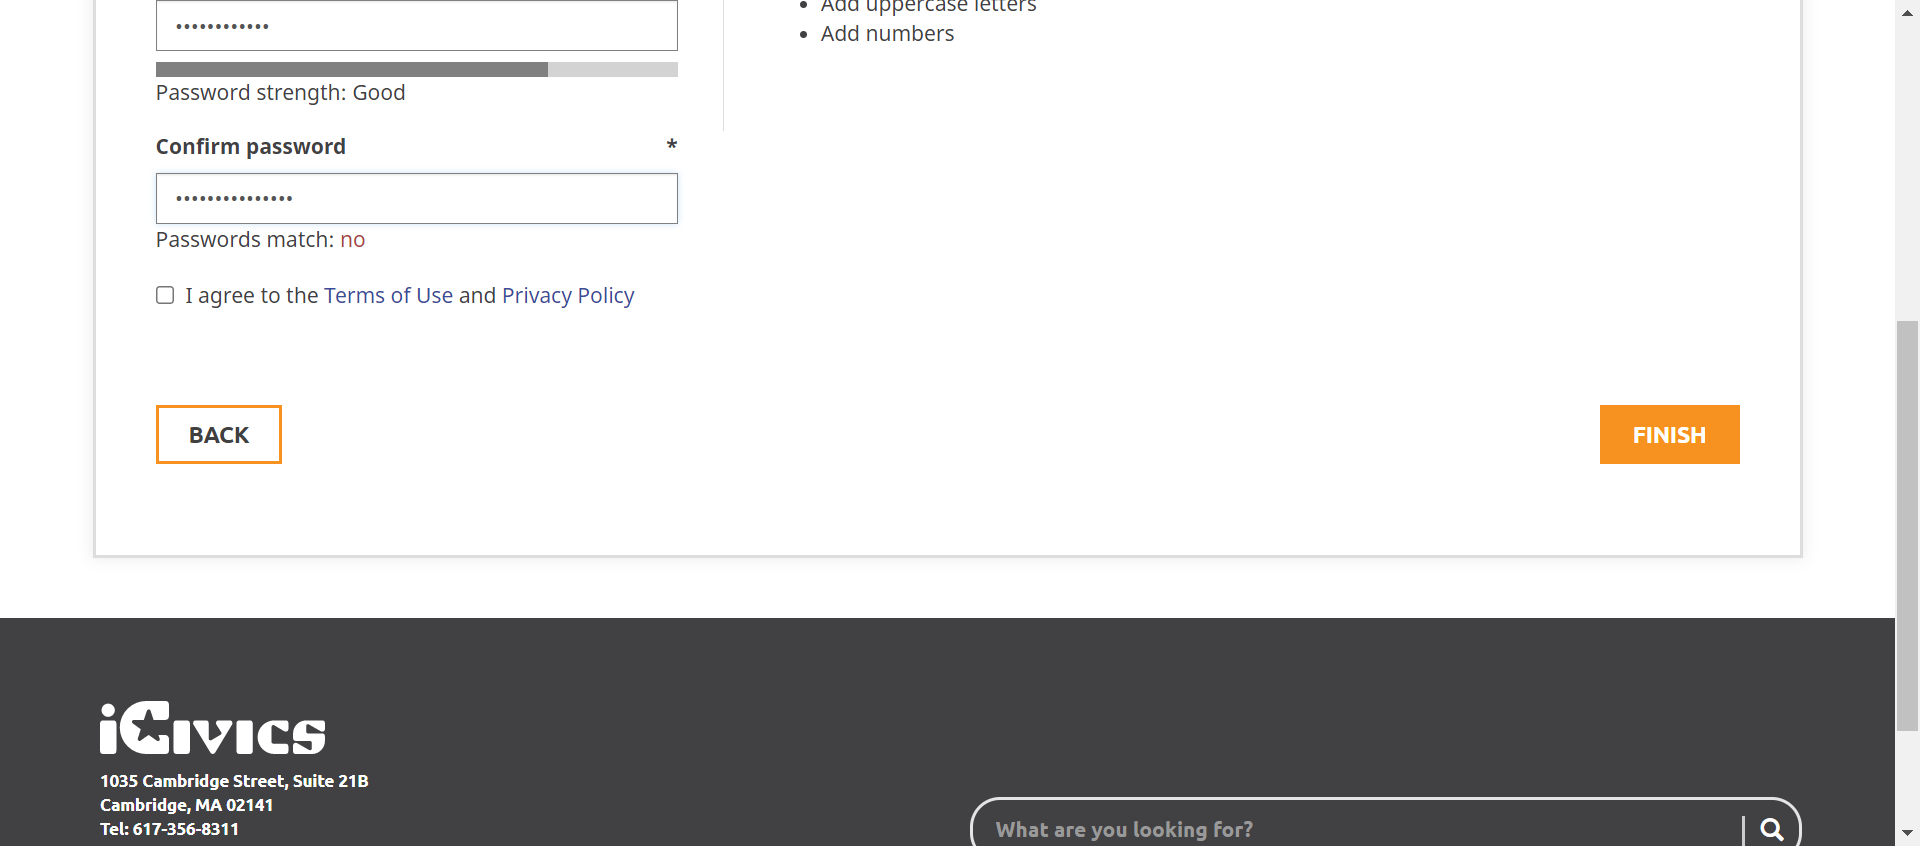 Add uppercase letters
Add numbers
••••••••••••
Password strength: Good
Confirm password *
•••••••••••••••
Passwords match: no
I agree to the Terms of Use and Privacy Policy
BACK
FINISH
iCivics
1035 Cambridge Street, Suite 21B
Cambridge, MA 02141
Tel: 617-356-8311
What are you looking for?